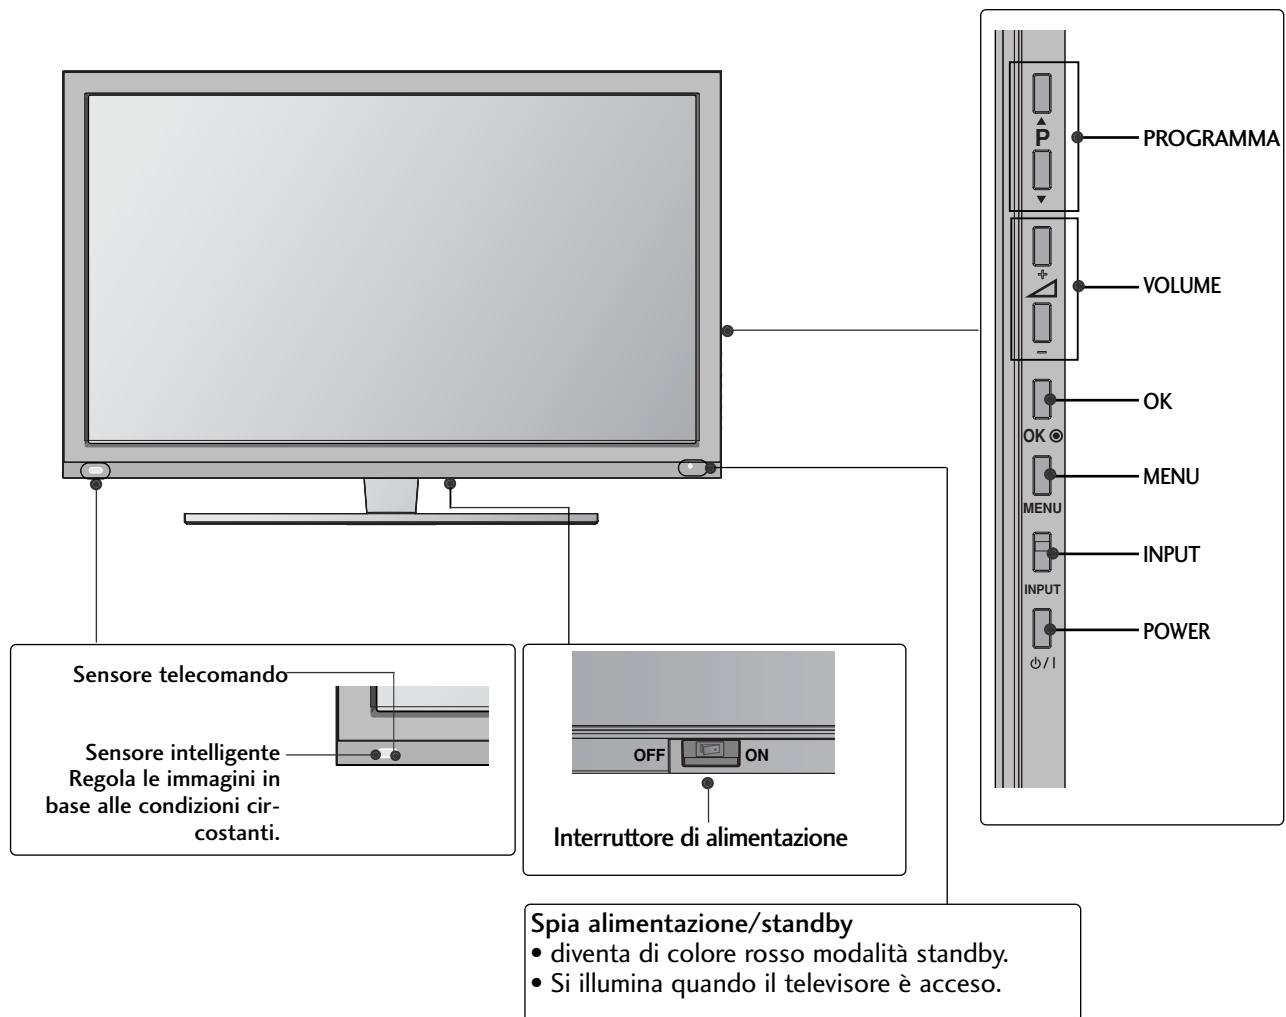 P
PROGRAMMA
+
VOLUME
-
OK
OK
MENU
MENU
INPUT
INPUT
POWER
/ I
Sensore telecomando
Sensore intelligente
Regola le immagini in
base alle condizioni cir-
costanti.
OFF
ON
Interruttore di alimentazione
Spia alimentazione/standby
• diventa di colore rosso modalità standby.
• Si illumina quando il televisore è acceso.